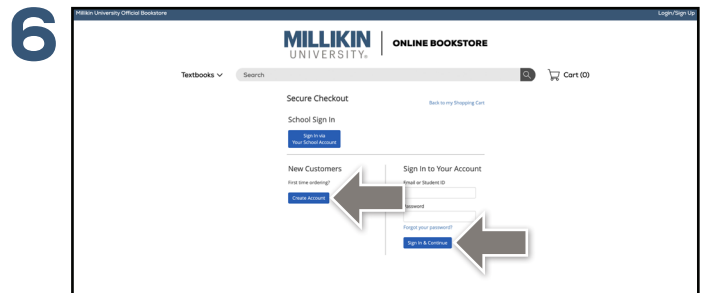 6
Millikin University Official Bookstore
Login/Sign Up
MILLIKIN
UNIVERSITY®
ONLINE BOOKSTORE
Textbooks
Search
Cart (0)
Secure Checkout
Back to my Shopping Cart
School Sign In
Sign in via
Your School Account
New Customers
First time ordering?
Create Account
Sign In to Your Account
Email or Student ID
Password
Forgot your password?
Sign In & Continue